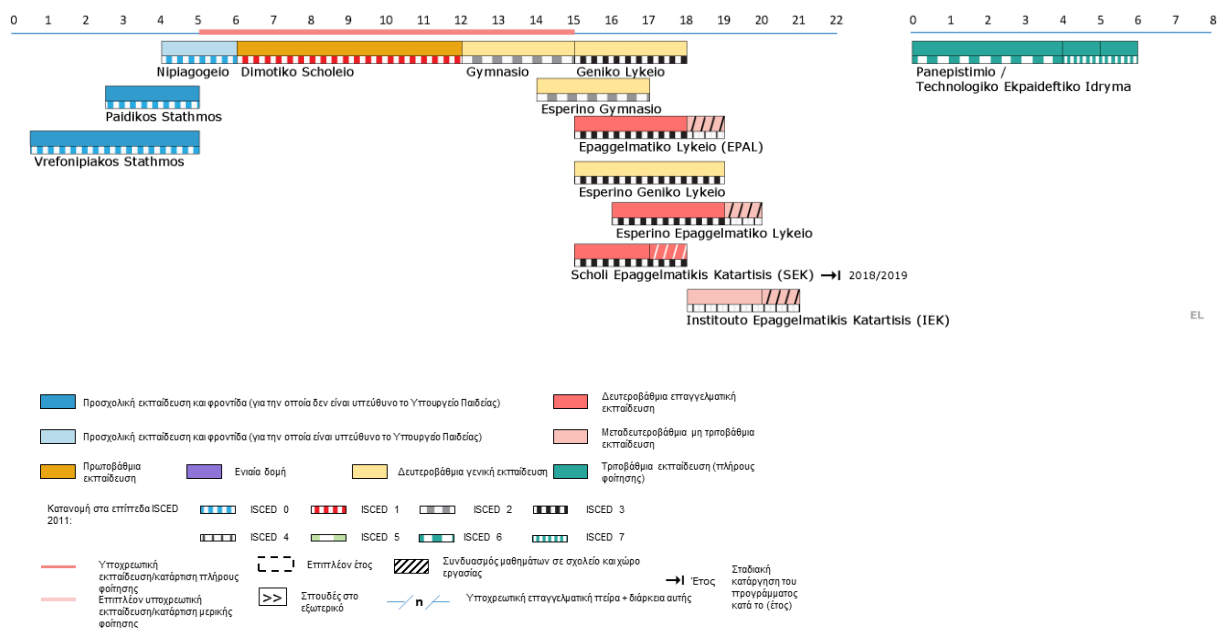 0 1 2 3 4 5 6 7 8 9 10 11 12 13 14 15 16 17 18 19 20 21 22
0 1 2 3 4 5 6 7 8
Nipiagogeio Dimotiko Scholeio Gymnasio Geniko Lykeio
Panepistimio /
Technologiko Ekpaideftiko Idryma
Esperino Gymnasio
Paidikos Stathmos
Epaggelmatiko Lykeio (EPAL)
Vrefonipiakos Stathmos
Esperino Geniko Lykeio
Esperino Epaggelmatiko Lykeio
Scholi Epaggelmatikis Katartisis (SEK) 2018/2019
Institouto Epaggelmatikis Katartisis (IEK)
EL
Προσχολική εκπαίδευση και φροντίδα (για την οποία δεν είναι υπεύθυνο το Υπουργείο Παιδείας)
Δευτεροβάθμια επαγγελματική
εκπαίδευση
Προσχολική εκπαίδευση και φροντίδα (για την οποία είναι υπεύθυνο το Υπουργείο Παιδείας)
Μεταδευτεροβάθμια μη τριτοβάθμια
εκπαίδευση
Πρωτοβάθμια
εκπαίδευση
Ενιαία δομή
Δευτεροβάθμια γενική εκπαίδευση
Τριτοβάθμια εκπαίδευση (πλήρους
φοίτησης)
Κατανομή στα επίπεδα ISCED
2011:
ISCED 0 ISCED 1 ISCED 2 ISCED 3
ISCED 4 ISCED 5 ISCED 6 ISCED 7
Υποχρεωτική
εκπαίδευση/κατάρτιση πλήρους
φοίτησης
Επιπλέον έτος
Συνδυασμός μαθημάτων σε σχολείο και χώρο
εργασίας
Έτος
Σταδιακή
κατάργηση του
προγράμματος
κατά το (έτος)
Επιπλέον υποχρεωτική
εκπαίδευση/κατάρτιση μερικής
φοίτησης
>> Σπουδές στο
εξωτερικό
n Υποχρεωτική επαγγελματική πείρα + διάρκεια αυτής